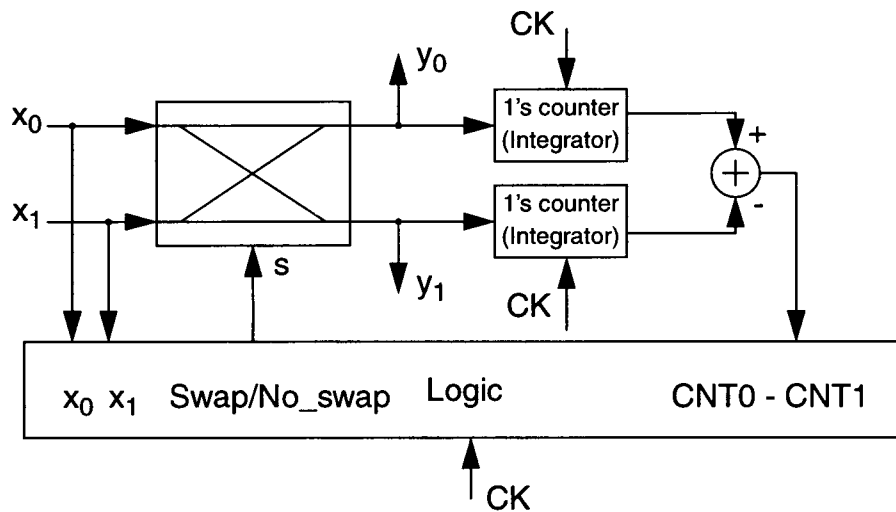 CK
y0
x0
1's counter
(Integrator)
+
+
-
x1
1's counter
(Integrator)
s
y1
CK
x0 x1 Swap/No_swap Logic CNT0 - CNT1
CK